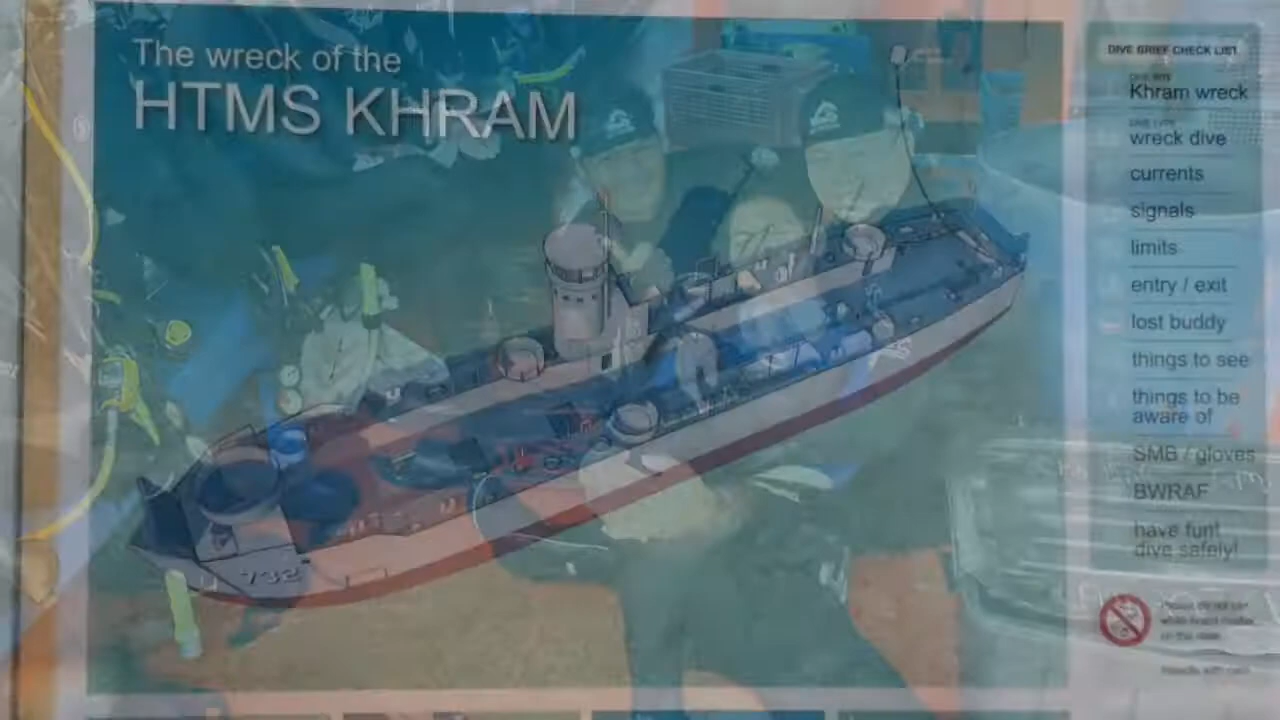 The wreck of the
HTMS KHRAM
732
DIVE BRIEF CHECK LIST
Khram wreck
wreck dive
currents
signals
limits
entry / exit
lost buddy
things to see
things to be
aware of
SMB / gloves
BWRAF
have fun!
dive safely!